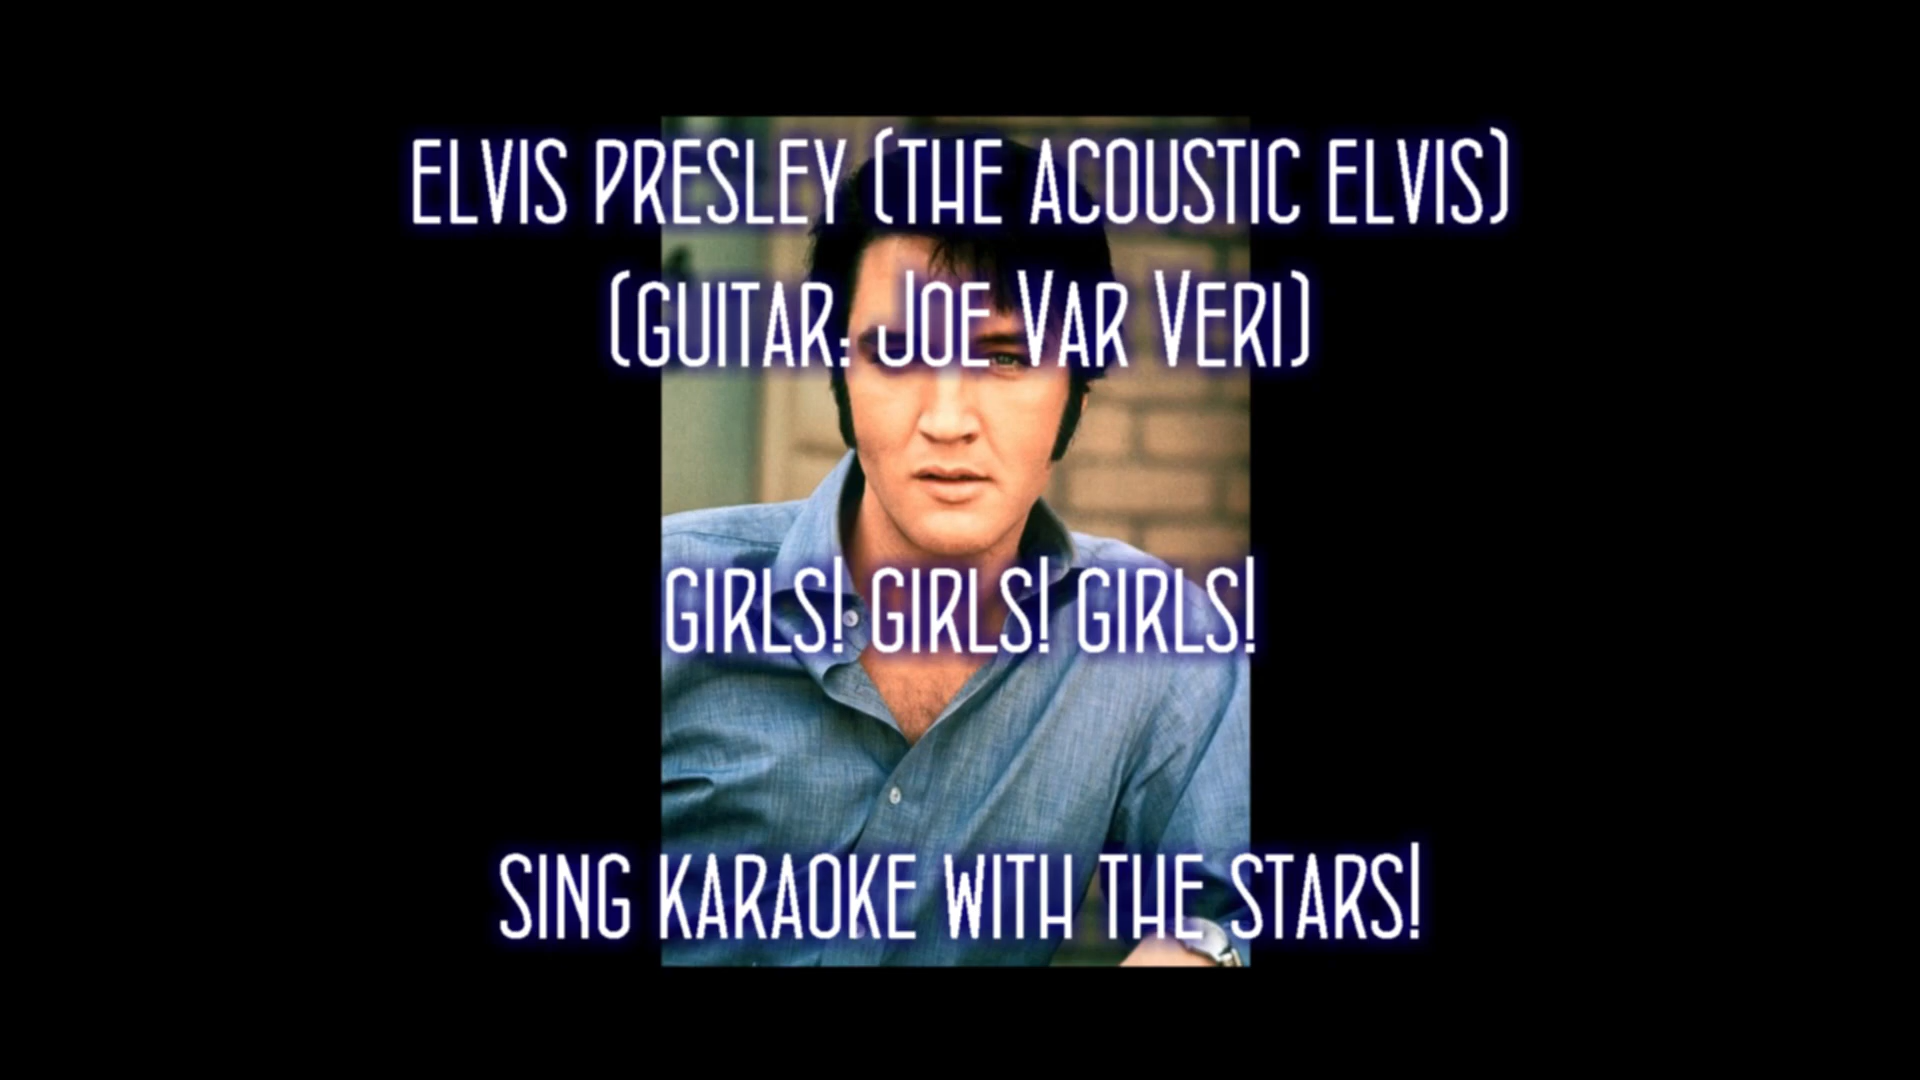 ELVIS PRESLEY (THE ACOUSTIC ELVIS)
(GUITAR: JOE VAR VERI)
GIRLS! GIRLS! GIRLS!
SING KARAOKE WITH THE STARS!